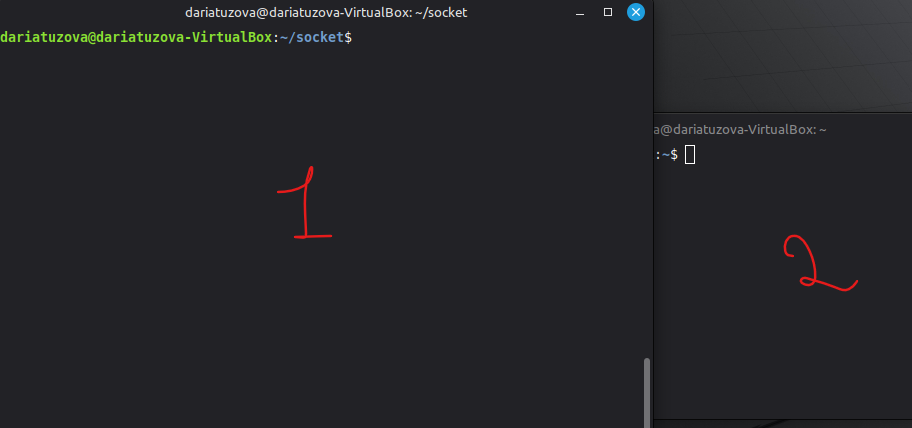 dariatuzova@dariatuzova-VirtualBox: ~/socket
dariatuzova@dariatuzova-VirtualBox:~/socket$
a@dariatuzova-VirtualBox: ~
:~$
1
2